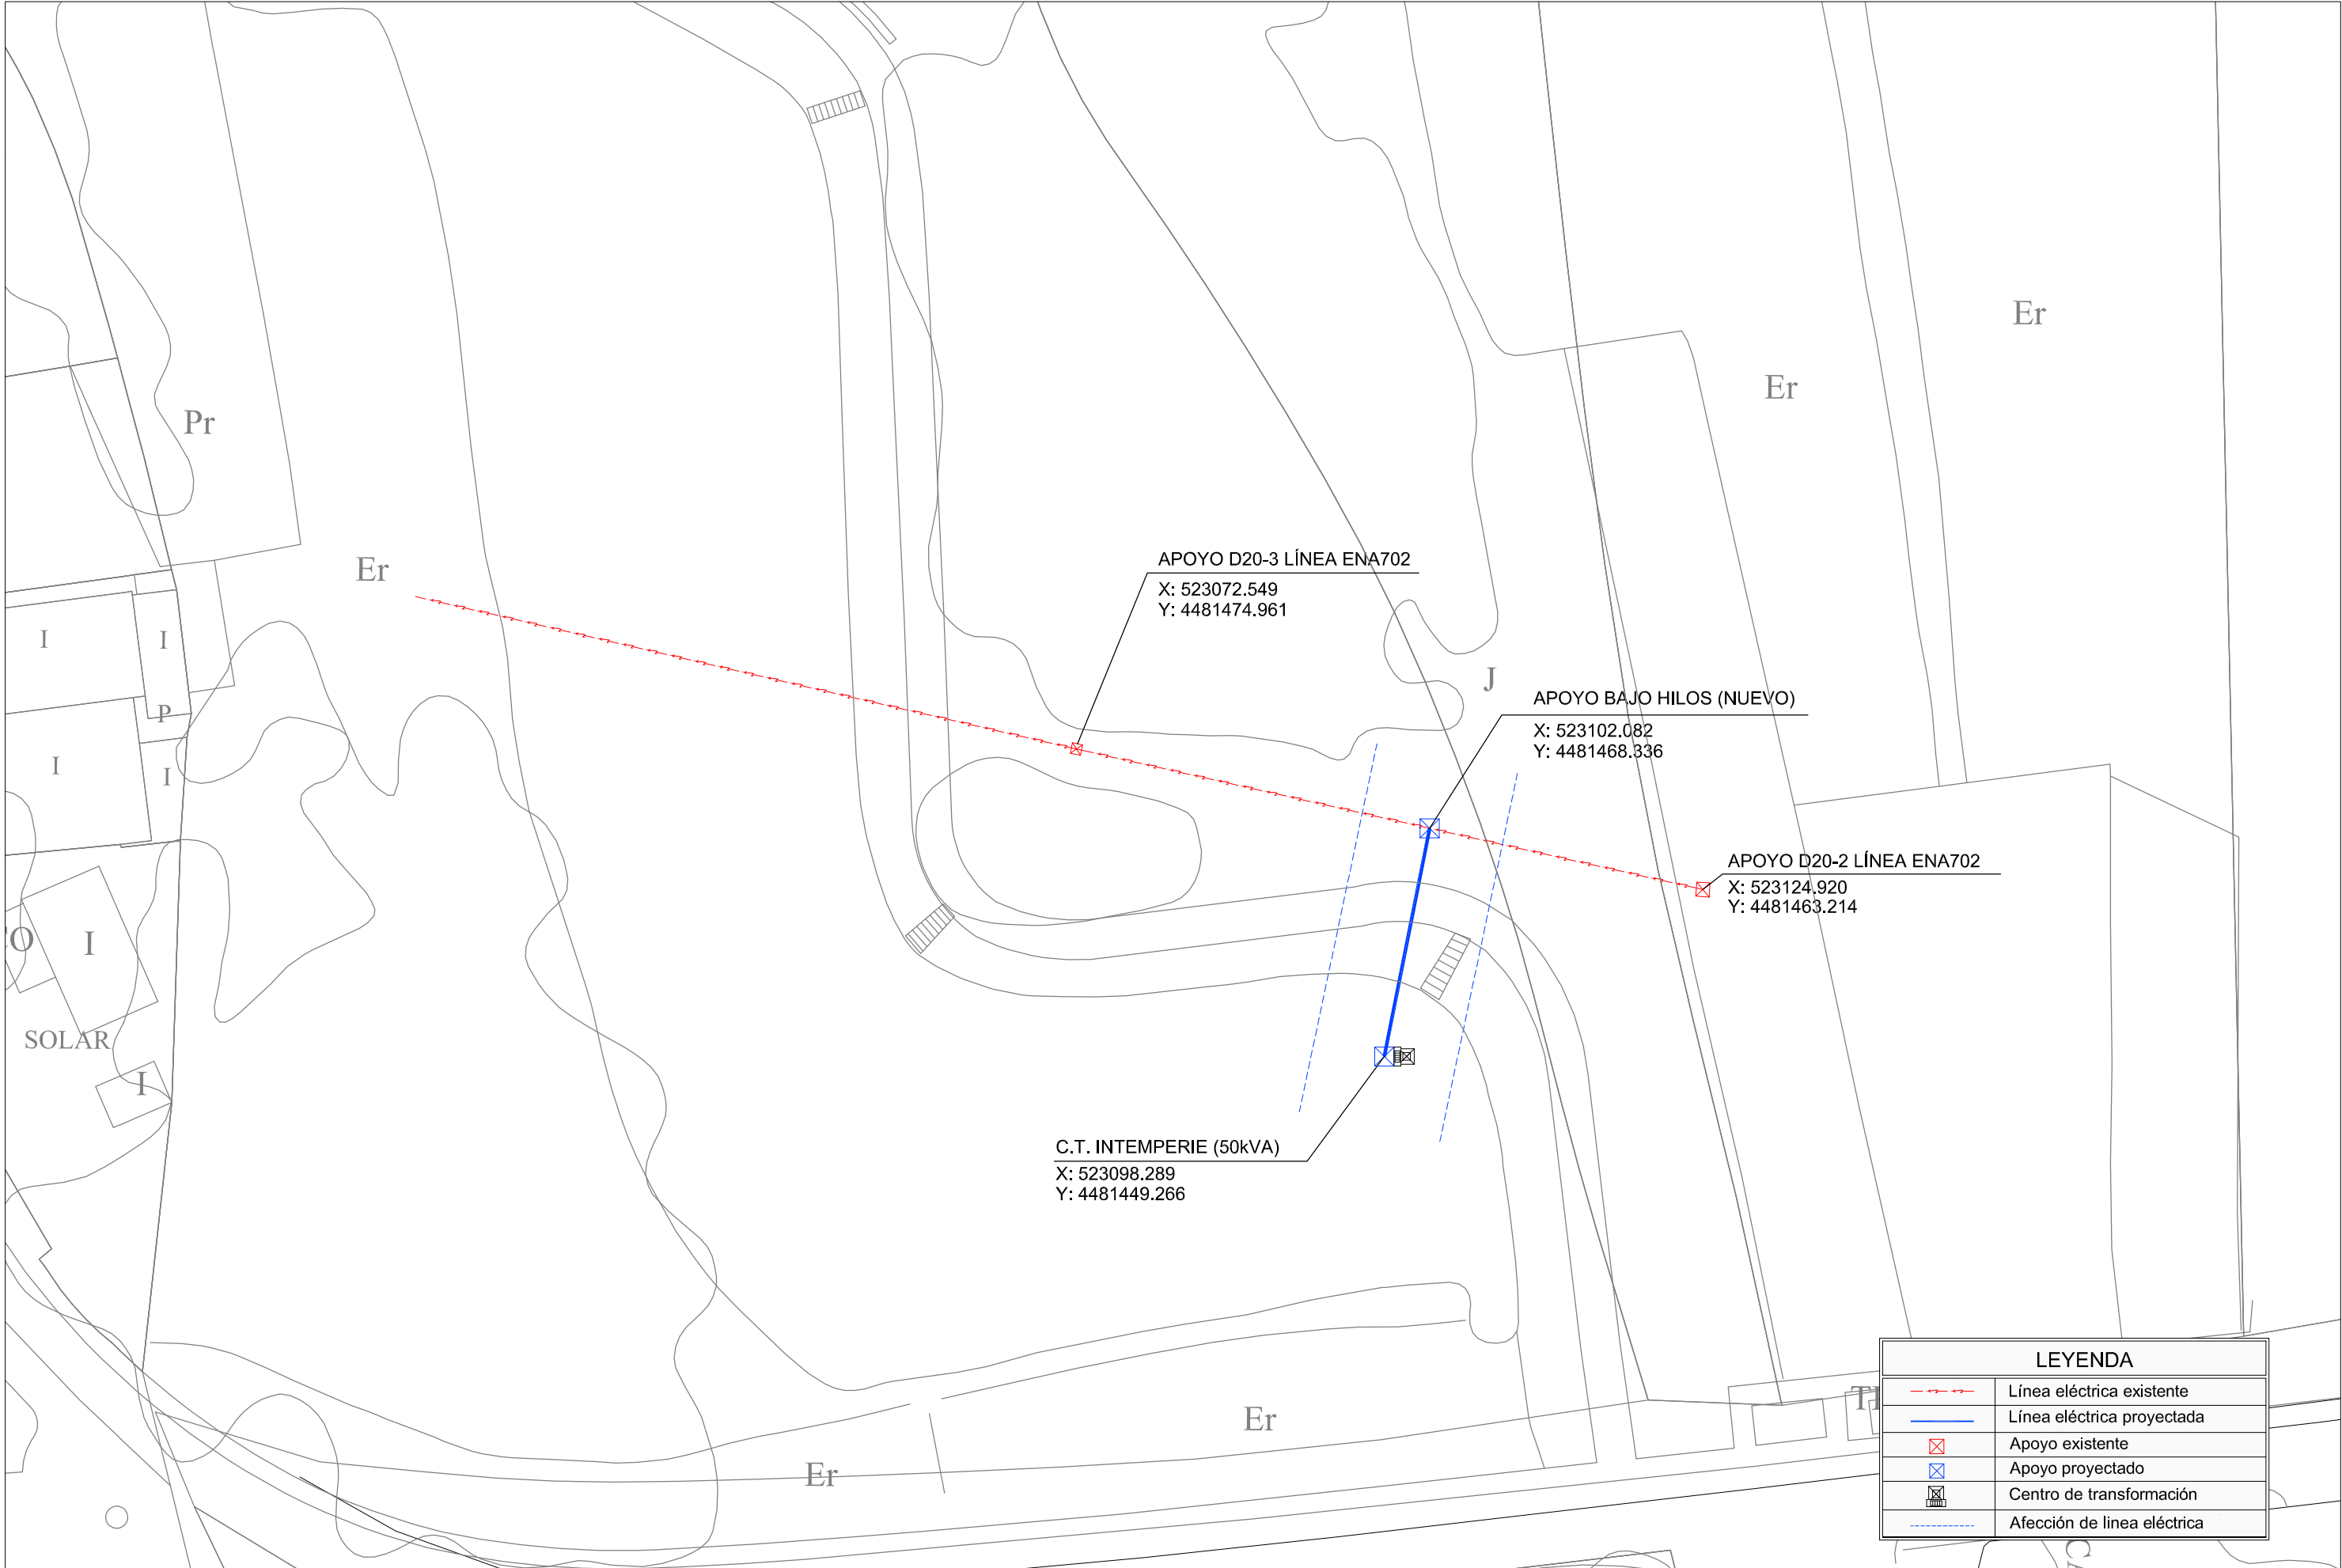 Er
Er
Pr
Er
APOYO D20-3 LÍNEA ENA702
X: 523072.549
Y: 4481474.961
I
I
J
APOYO BAJO HILOS (NUEVO)
X: 523102.082
Y: 4481468.336
P
I
I
APOYO D20-2 LÍNEA ENA702
X: 523124.920
Y: 4481463.214
I
SOLAR
I
C.T. INTEMPERIE (50kVA)
X: 523098.289
Y: 4481449.266
Er
Er
LEYENDA
Línea eléctrica existente
Línea eléctrica proyectada
Apoyo existente
Apoyo proyectado
Centro de transformación
Afección de linea eléctrica